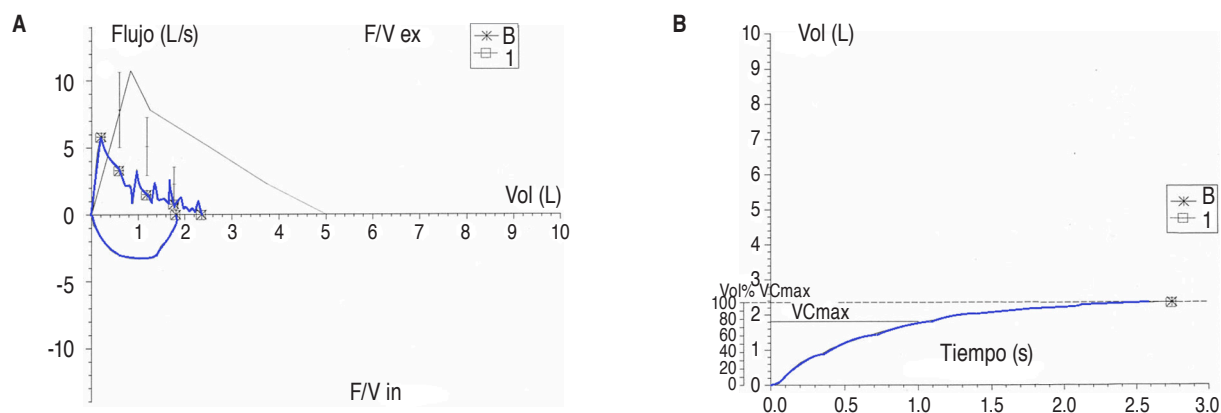 A
Flujo (L/s)
F/V ex
B
1
10
5
0
-5
-10
Vol (L)
1 2 3 4 5 6 7 8 9 10
F/V in
B
Vol (L)
10
9
8
7
6
5
4
3
2
1
0
B
1
Vol% VCmax
100
80
60
40
20
0
VCmax
Tiempo (s)
0.0 0.5 1.0 1.5 2.0 2.5 3.0